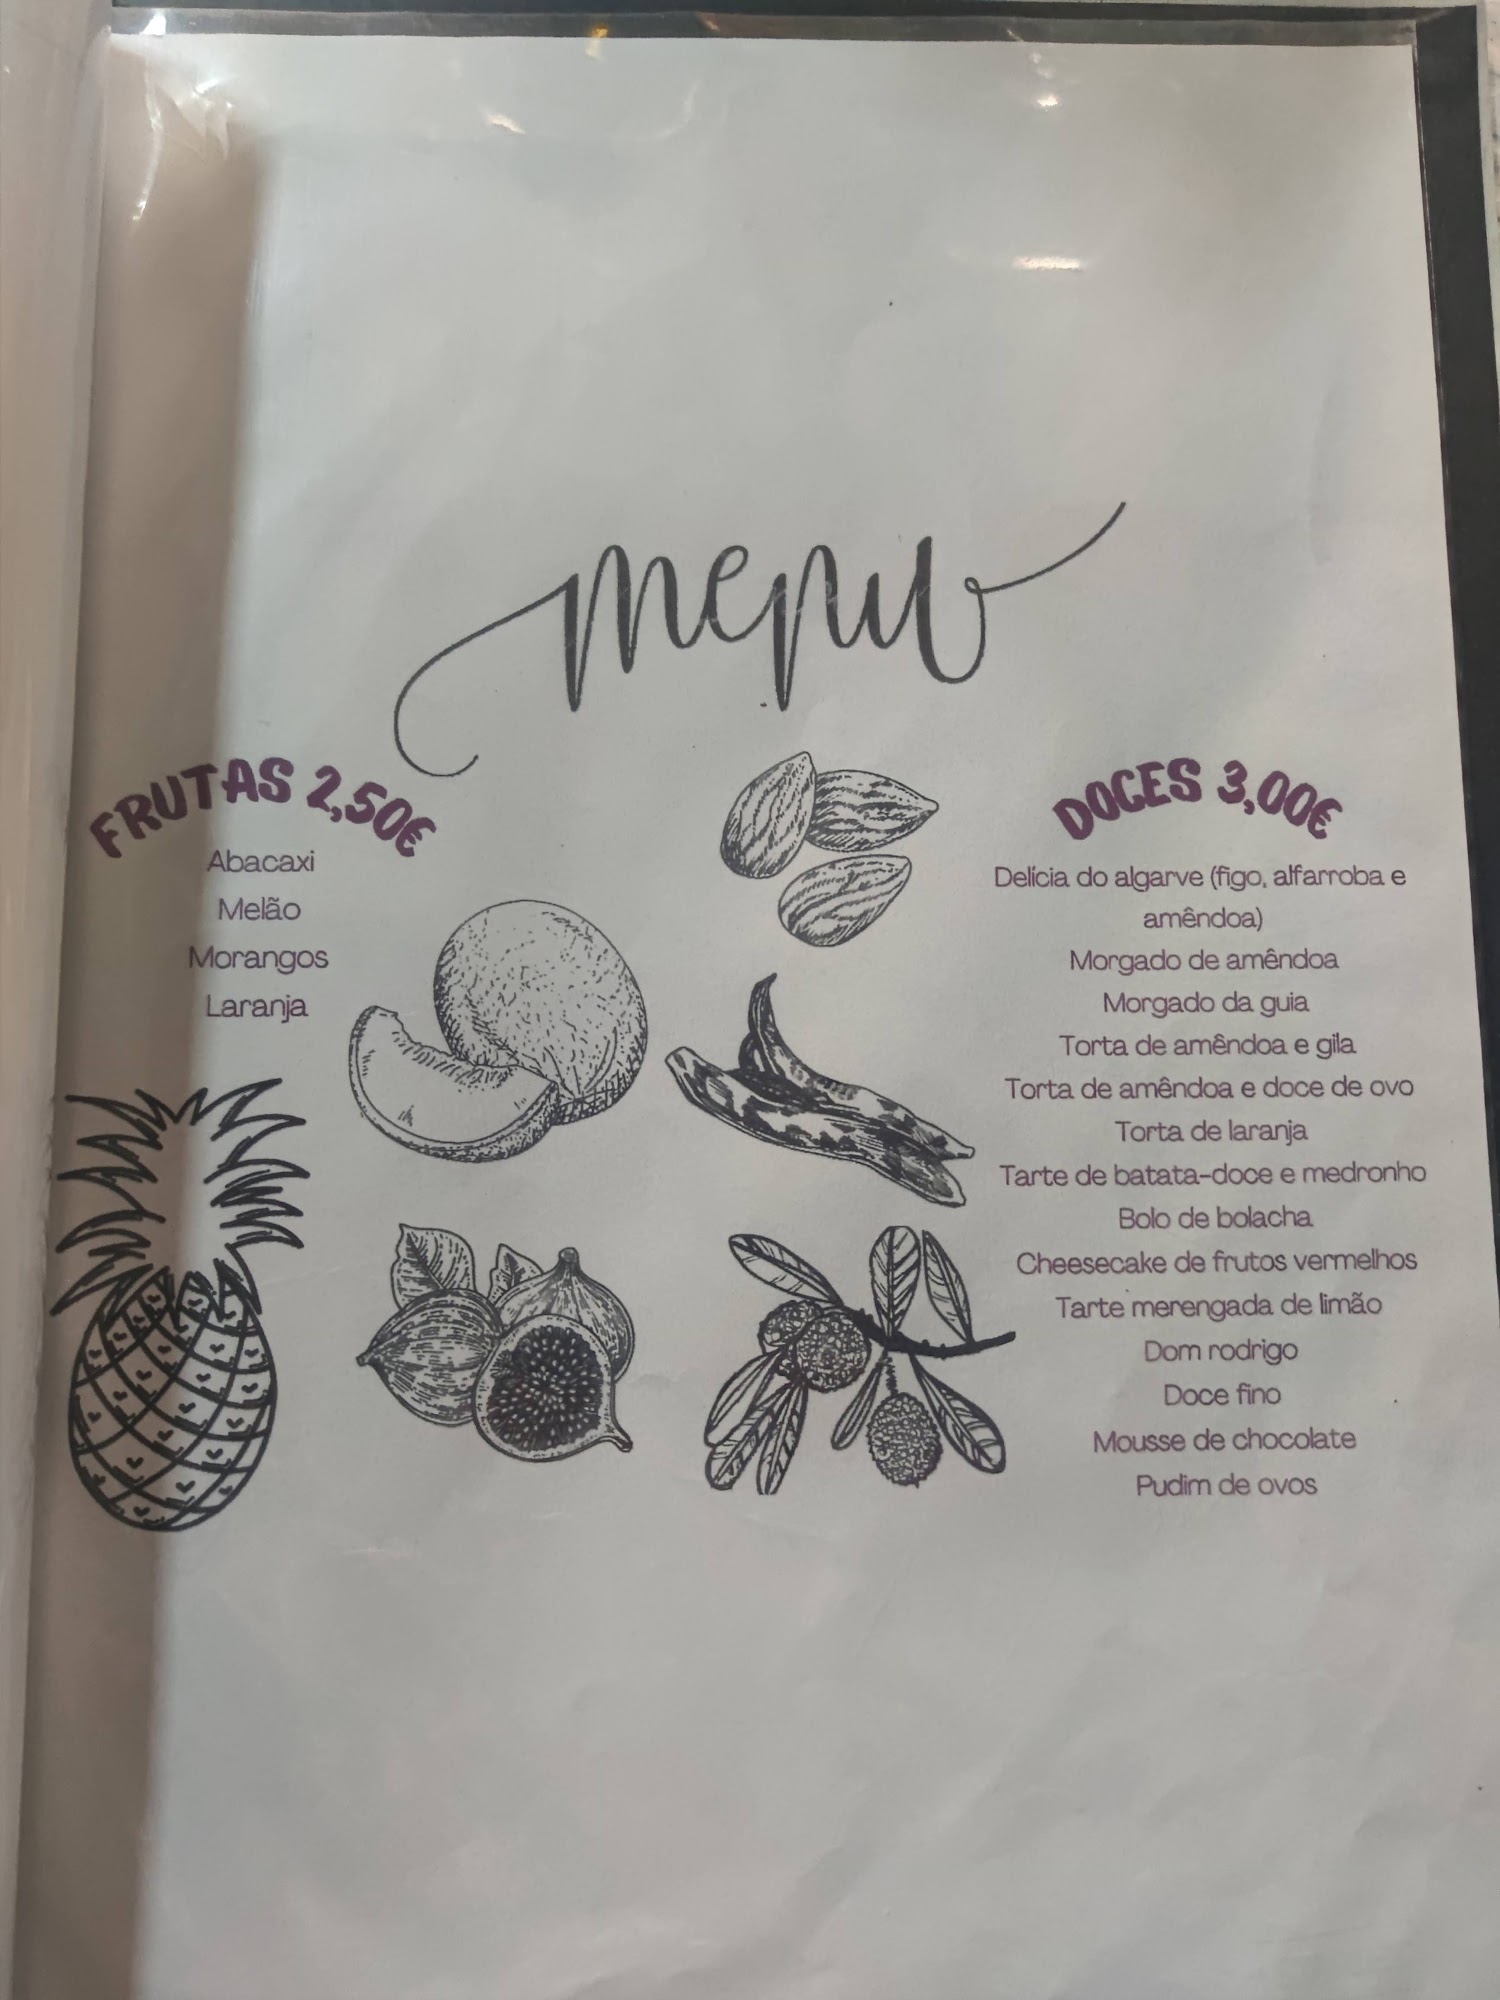 menu
FRUTAS 2,50€
Abacaxi
Melão
Morangos
Laranja
DOCES 3,00€
Delícia do algarve (figo, alfarroba e
amêndoa)
Morgado de amêndoa
Morgado da guia
Torta de amêndoa e gila
Torta de amêndoa e doce de ovo
Torta de laranja
Tarte de batata-doce e medronho
Bolo de bolacha
Cheesecake de frutos vermelhos
Tarte merengada de limão
Dom rodrigo
Doce fino
Mousse de chocolate
Pudim de ovos